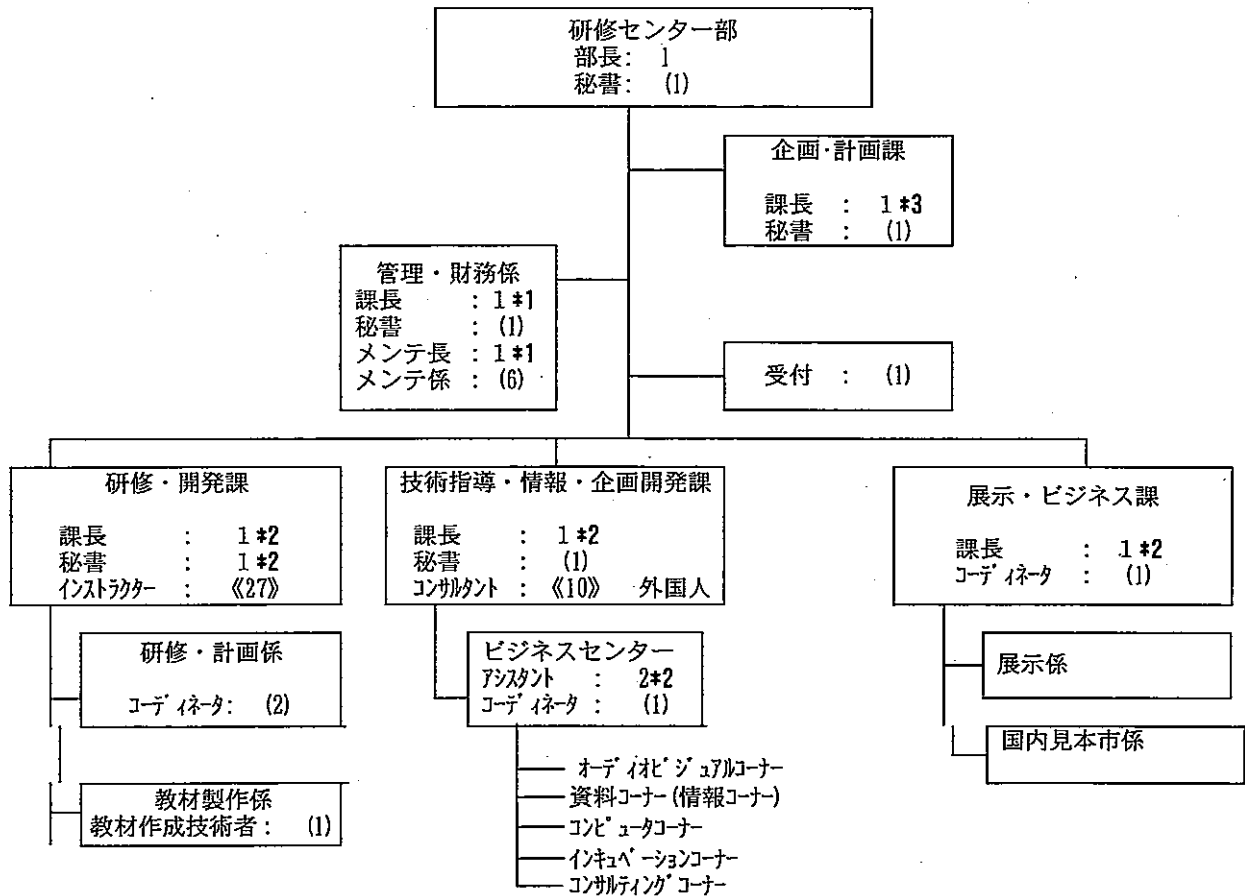 研修センター部
部長: 1
秘書: (1)
企画・計画課
課長 : 1 *3
秘書 : (1)
管理・財務係
課長 : 1 *1
秘書 : (1)
メンテ長 : 1 *1
メンテ係 : (6)
受付 : (1)
研修・開発課
課長 : 1 *2
秘書 : 1 *2
インストラクター : 《27》
技術指導・情報・企画開発課
課長 : 1 *2
秘書 : (1)
コンサルタント : 《10》 外国人
展示・ビジネス課
課長 : 1 *2
コーディネータ : (1)
研修・計画係
コーディネータ: (2)
ビジネスセンター
アシスタント : 2*2
コーディネータ : (1)
展示係
国内見本市係
教材製作係
教材作成技術者: (1)
オーディオビジュアルコーナー
資料コーナー(情報コーナー)
コンピュータコーナー
インキュベーションコーナー
コンサルティングコーナー